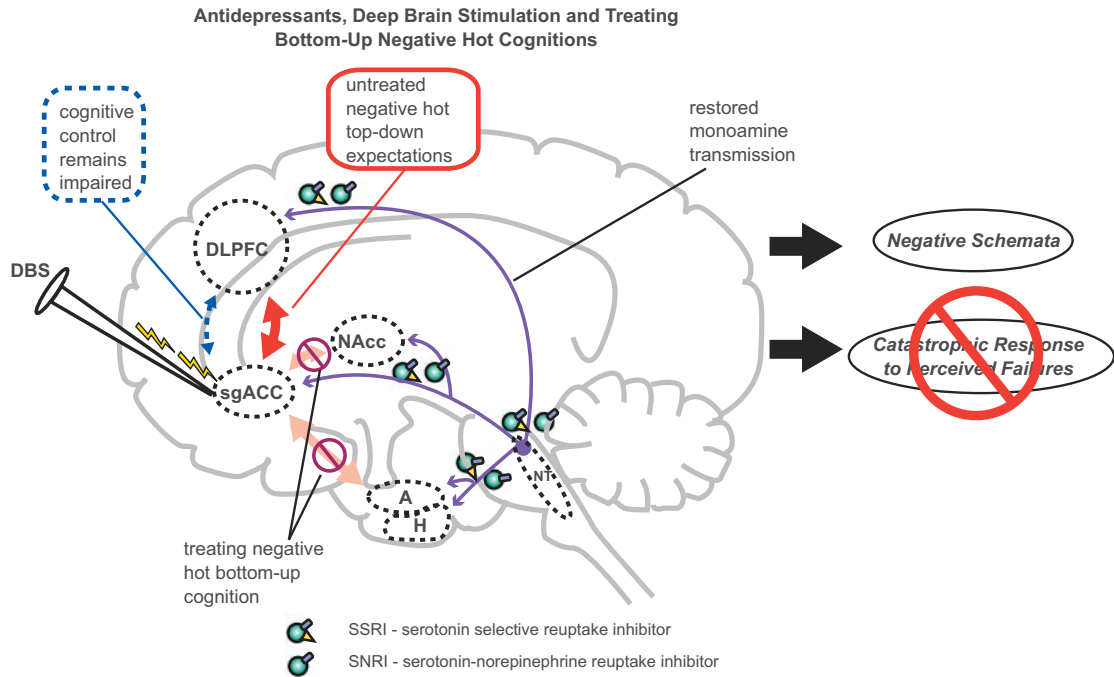 Antidepressants, Deep Brain Stimulation and Treating
Bottom-Up Negative Hot Cognitions
cognitive
control
remains
impaired
untreated
negative hot
top-down
expectations
restored
monoamine
transmission
DLPFC
DBS
NAcc
sgACC
NT
A
H
Negative Schemata
Catastrophic Response
to Perceived Failures
treating negative
hot bottom-up
cognition
SSRI - serotonin selective reuptake inhibitor
SNRI - serotonin-norepinephrine reuptake inhibitor